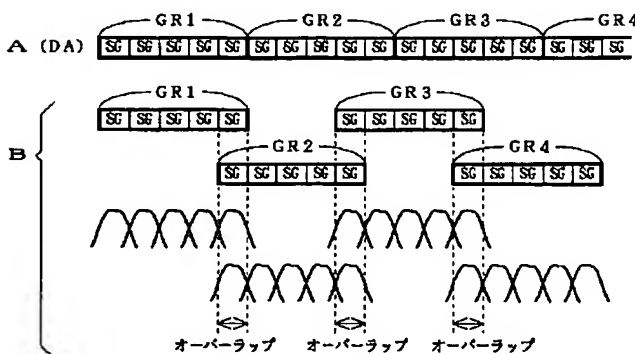 GR1 GR2 GR3 GR4
A (DA) SG SG SG SG SG SG SG SG SG SG SG SG SG SG SG SG SG SG
GR1 GR3
SG SG SG SG SG SG SG SG SG SG
B GR2 GR4
SG SG SG SG SG SG SG SG SG SG
オーバーラップ オーバーラップ オーバーラップ